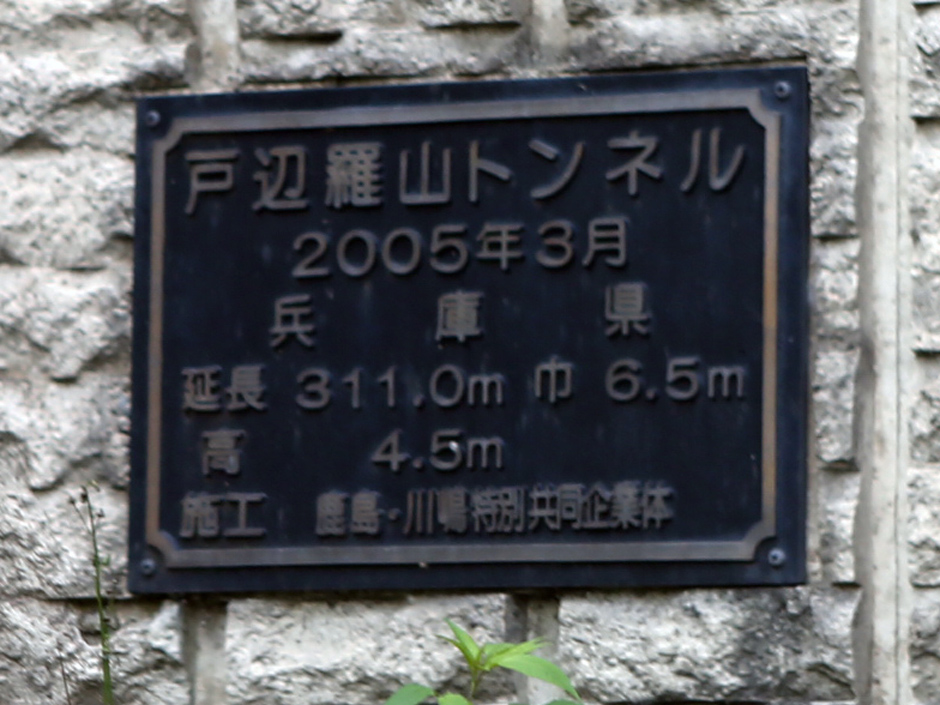 戸辺羅山トンネル
2005年3月
兵庫県
延長 311.0m 巾 6.5m
高 4.5m
施工 鹿島・川嶋特別共同企業体